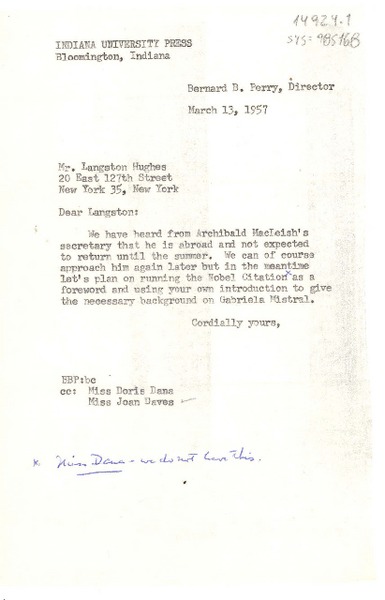 14924.1
SYS= 985168
INDIANA UNIVERSITY PRESS
Bloomington, Indiana
Bernard B. Perry, Director
March 13, 1957
Mr. Langston Hughes
20 East 127th Street
New York 35, New York
Dear Langston:
We have heard from Archibald MacLeish's
secretary that he is abroad and not expected
to return until the summer. We can of course
approach him again later but in the meantime
let's plan on running the Nobel Citation * as a
foreword and using your own introduction to give
the necessary background on Gabriela Mistral.
Cordially yours,
BBP:bc
cc: Miss Doris Dana
Miss Joan Daves
* Miss Dana - we do not have this.